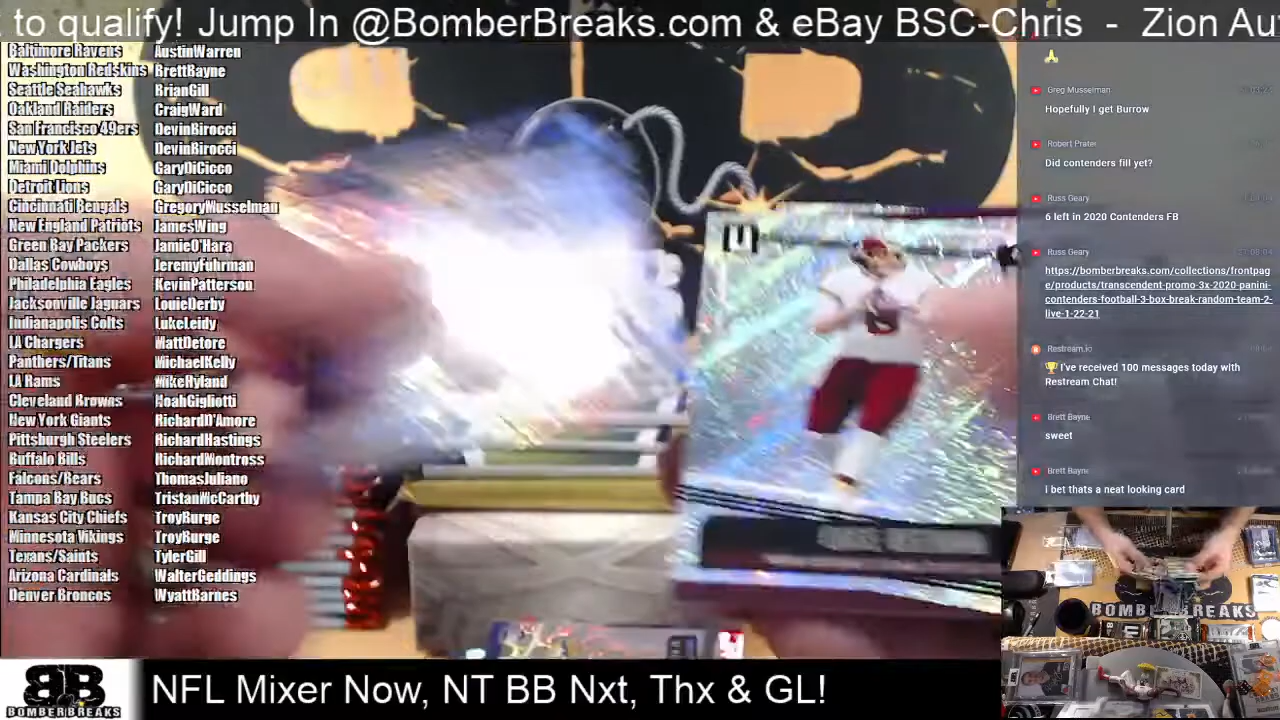 to qualify! Jump In @BomberBreaks.com & eBay BSC-Chris - Zion Au
Baltimore Ravens AustinWarren
Washington Redskins BrettBayne
Seattle Seahawks BrianGill
Oakland Raiders CraigWard
San Francisco 49ers DevinBirocci
New York Jets DevinBirocci
Miami Dolphins GaryDiCicco
Detroit Lions GaryDiCicco
Cincinnati Bengals GregoryMusselman
New England Patriots JamesWing
Green Bay Packers JamieO'Hara
Dallas Cowboys JeremyFuhrman
Philadelphia Eagles KevinPatterson
Jacksonville Jaguars LouieDerby
Indianapolis Colts LukeLeidy
LA Chargers MattDetore
Panthers/Titans MichaelKelly
LA Rams MikeRyland
Cleveland Browns NoahGigliotti
New York Giants RichardD'Amore
Pittsburgh Steelers RichardHastings
Buffalo Bills RichardMontross
Falcons/Bears ThomasJuliano
Tampa Bay Bucs TristanMcCarthy
Kansas City Chiefs TroyBurge
Minnesota Vikings TroyBurge
Texans/Saints TylerGill
Arizona Cardinals WalterGeddings
Denver Broncos WyattBarnes
Greg Musselman
Hopefully I get Burrow
Robert Prater
Did contenders fill yet?
Russ Geary
6 left in 2020 Contenders FB
Russ Geary
https://bomberbreaks.com/collections/frontpag
e/products/transcendent-promo-3x-2020-panini-
contenders-football-3-box-break-random-team-2-
live-1-22-21
Restream.io
🏆 I've received 100 messages today with
Restream Chat!
Brett Bayne
sweet
Brett Bayne
i bet thats a neat looking card
BOMBERBREAKS
BB
BOMBERBREAKS
NFL Mixer Now, NT BB Nxt, Thx & GL!